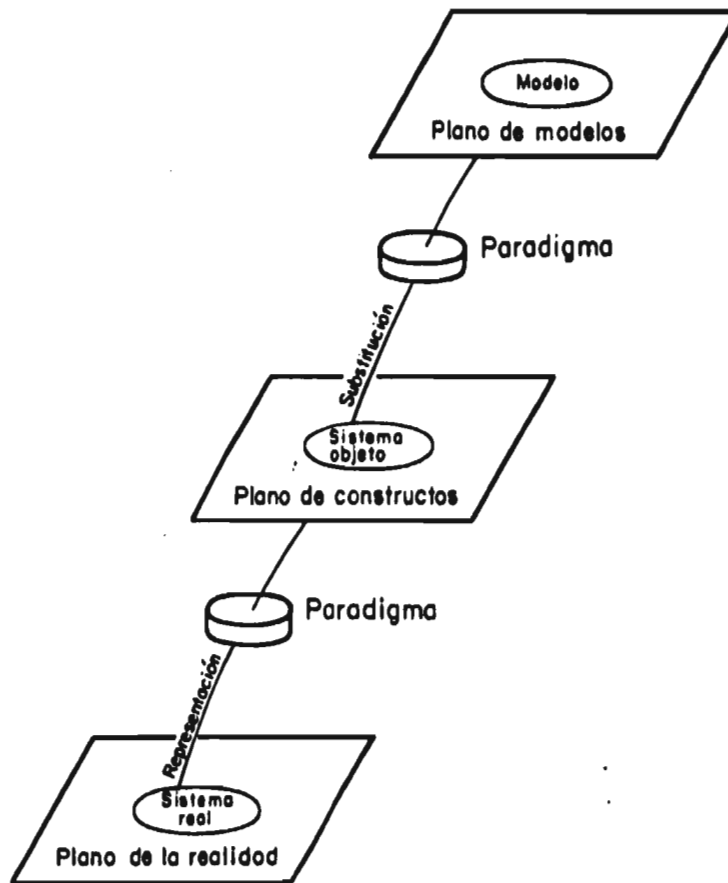 Modelo
Plano de modelos
Paradigma
Substitución
Sistema
objeto
Plano de constructos
Paradigma
Representación
Sistema
real
Plano de la realidad